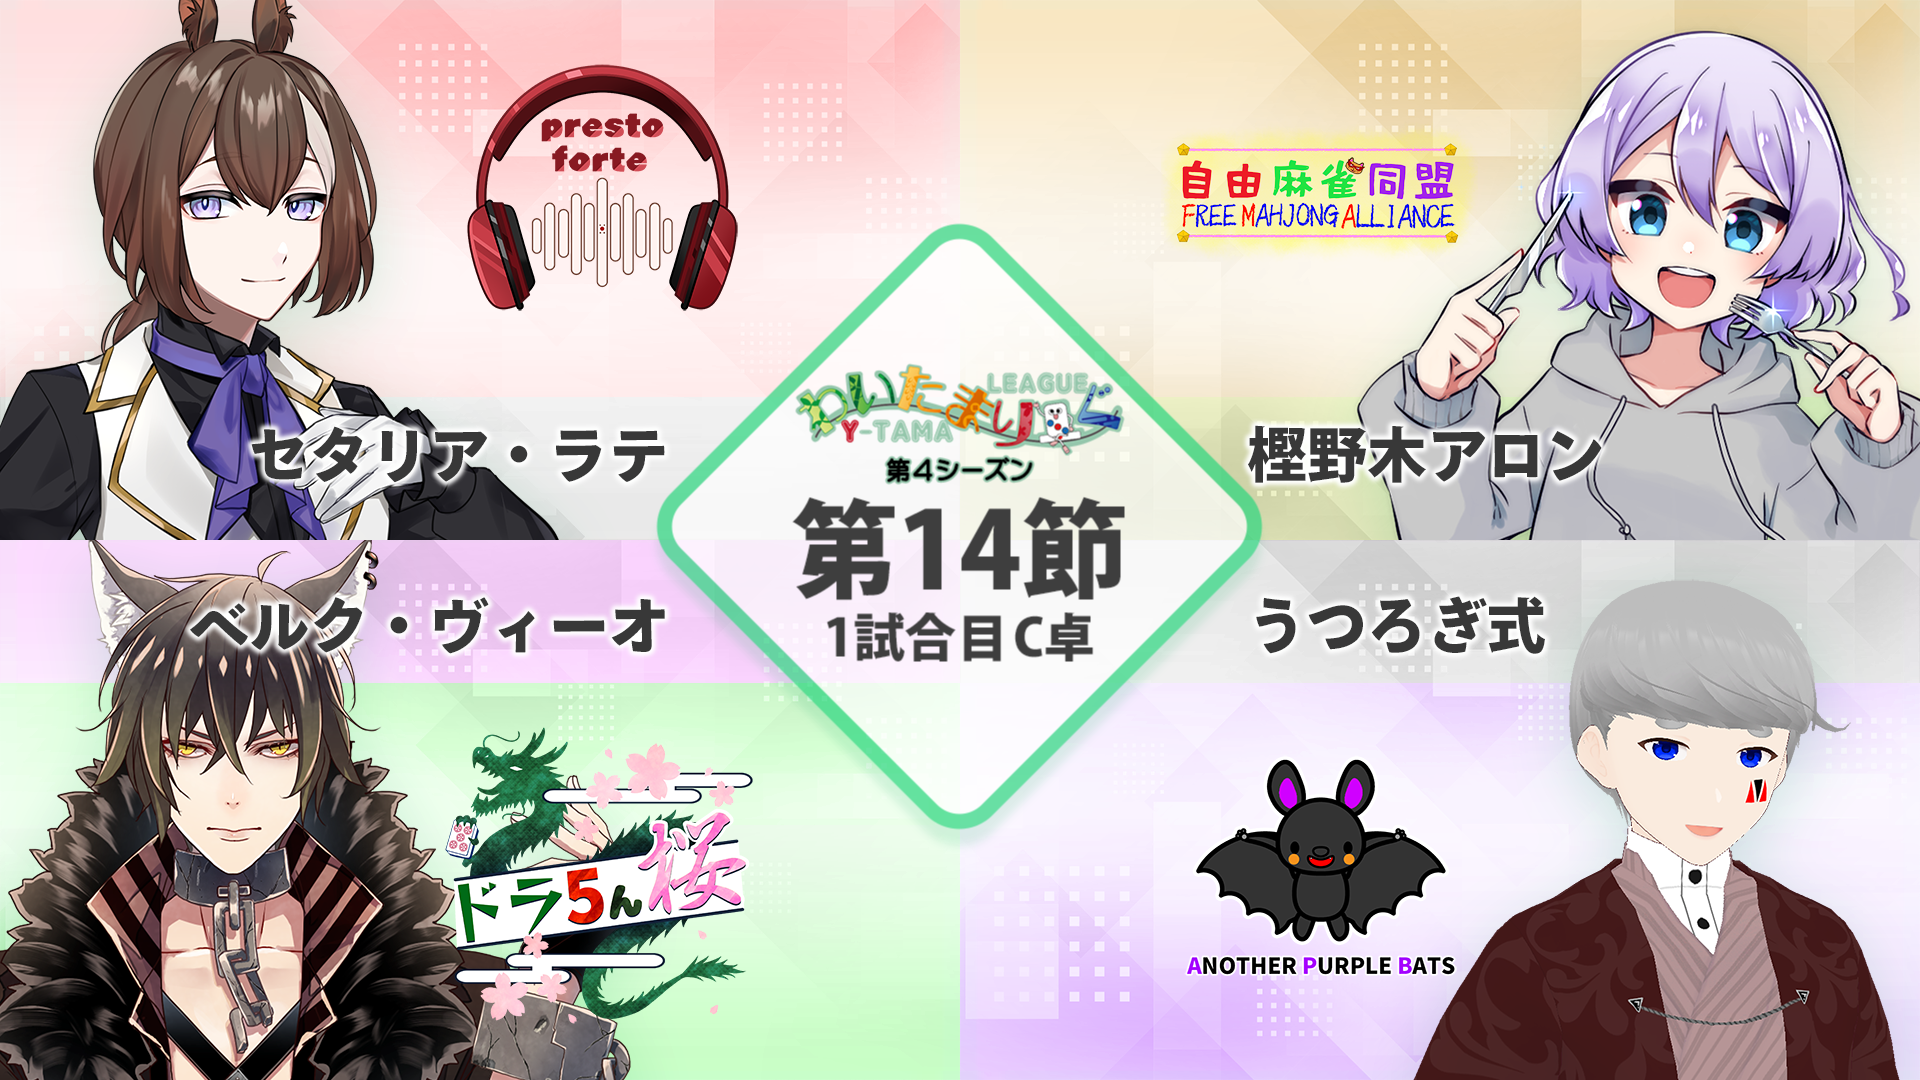 presto
forte
セタリア・ラテ
自由麻雀同盟
FREE MAHJONG ALLIANCE
樫野木アロン
わいたまりーぐ
LEAGUE
Y-TAMA
第4シーズン
第14節
1試合目 C卓
ベルク・ヴィーオ
ドラ5ん桜
うつろぎ式
ANOTHER PURPLE BATS